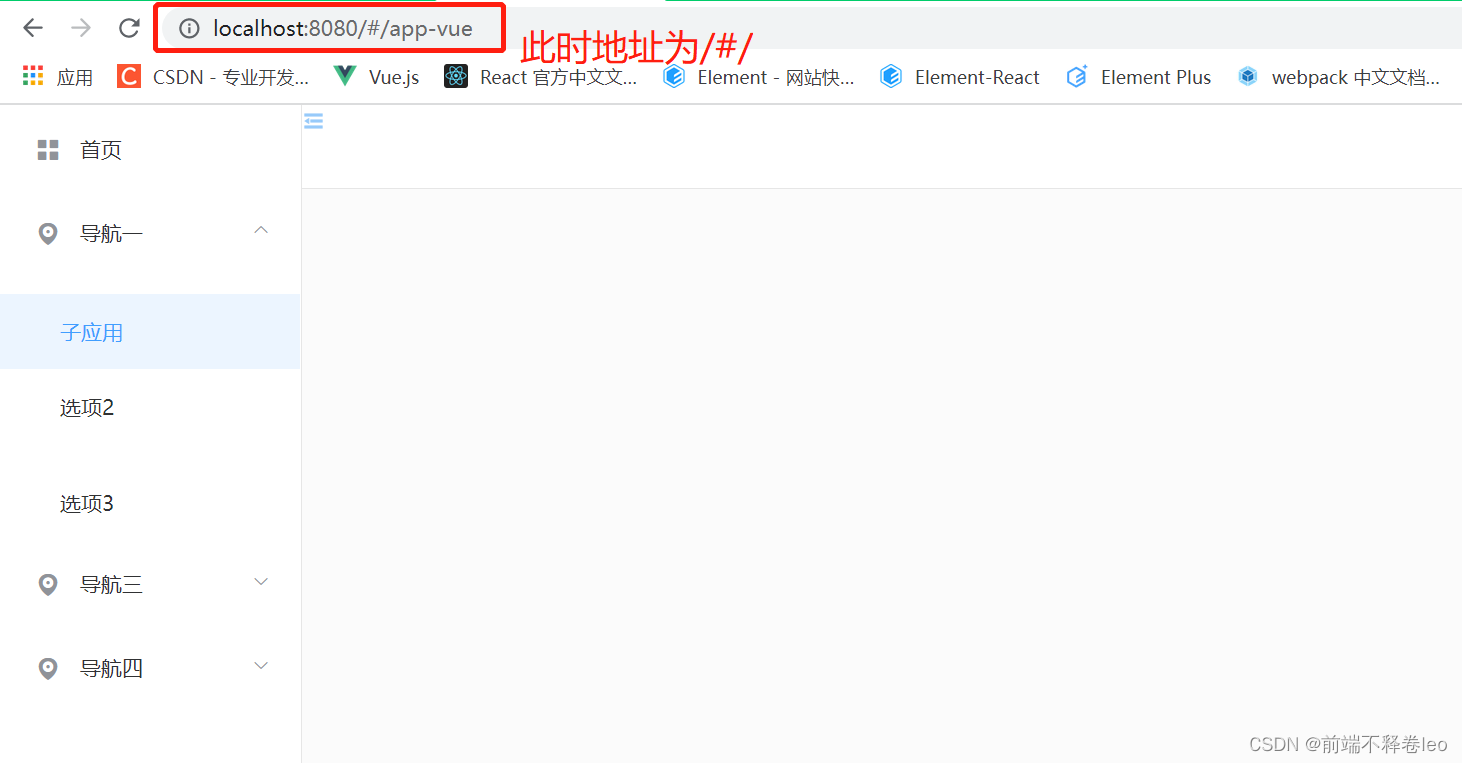 localhost:8080/#/app-vue
此时地址为/#/
应用 CSDN - 专业开发... Vue.js React 官方中文文... Element - 网站快... Element-React Element Plus webpack 中文文档...
首页
导航一
子应用
选项2
选项3
导航三
导航四
CSDN @前端不释卷leo